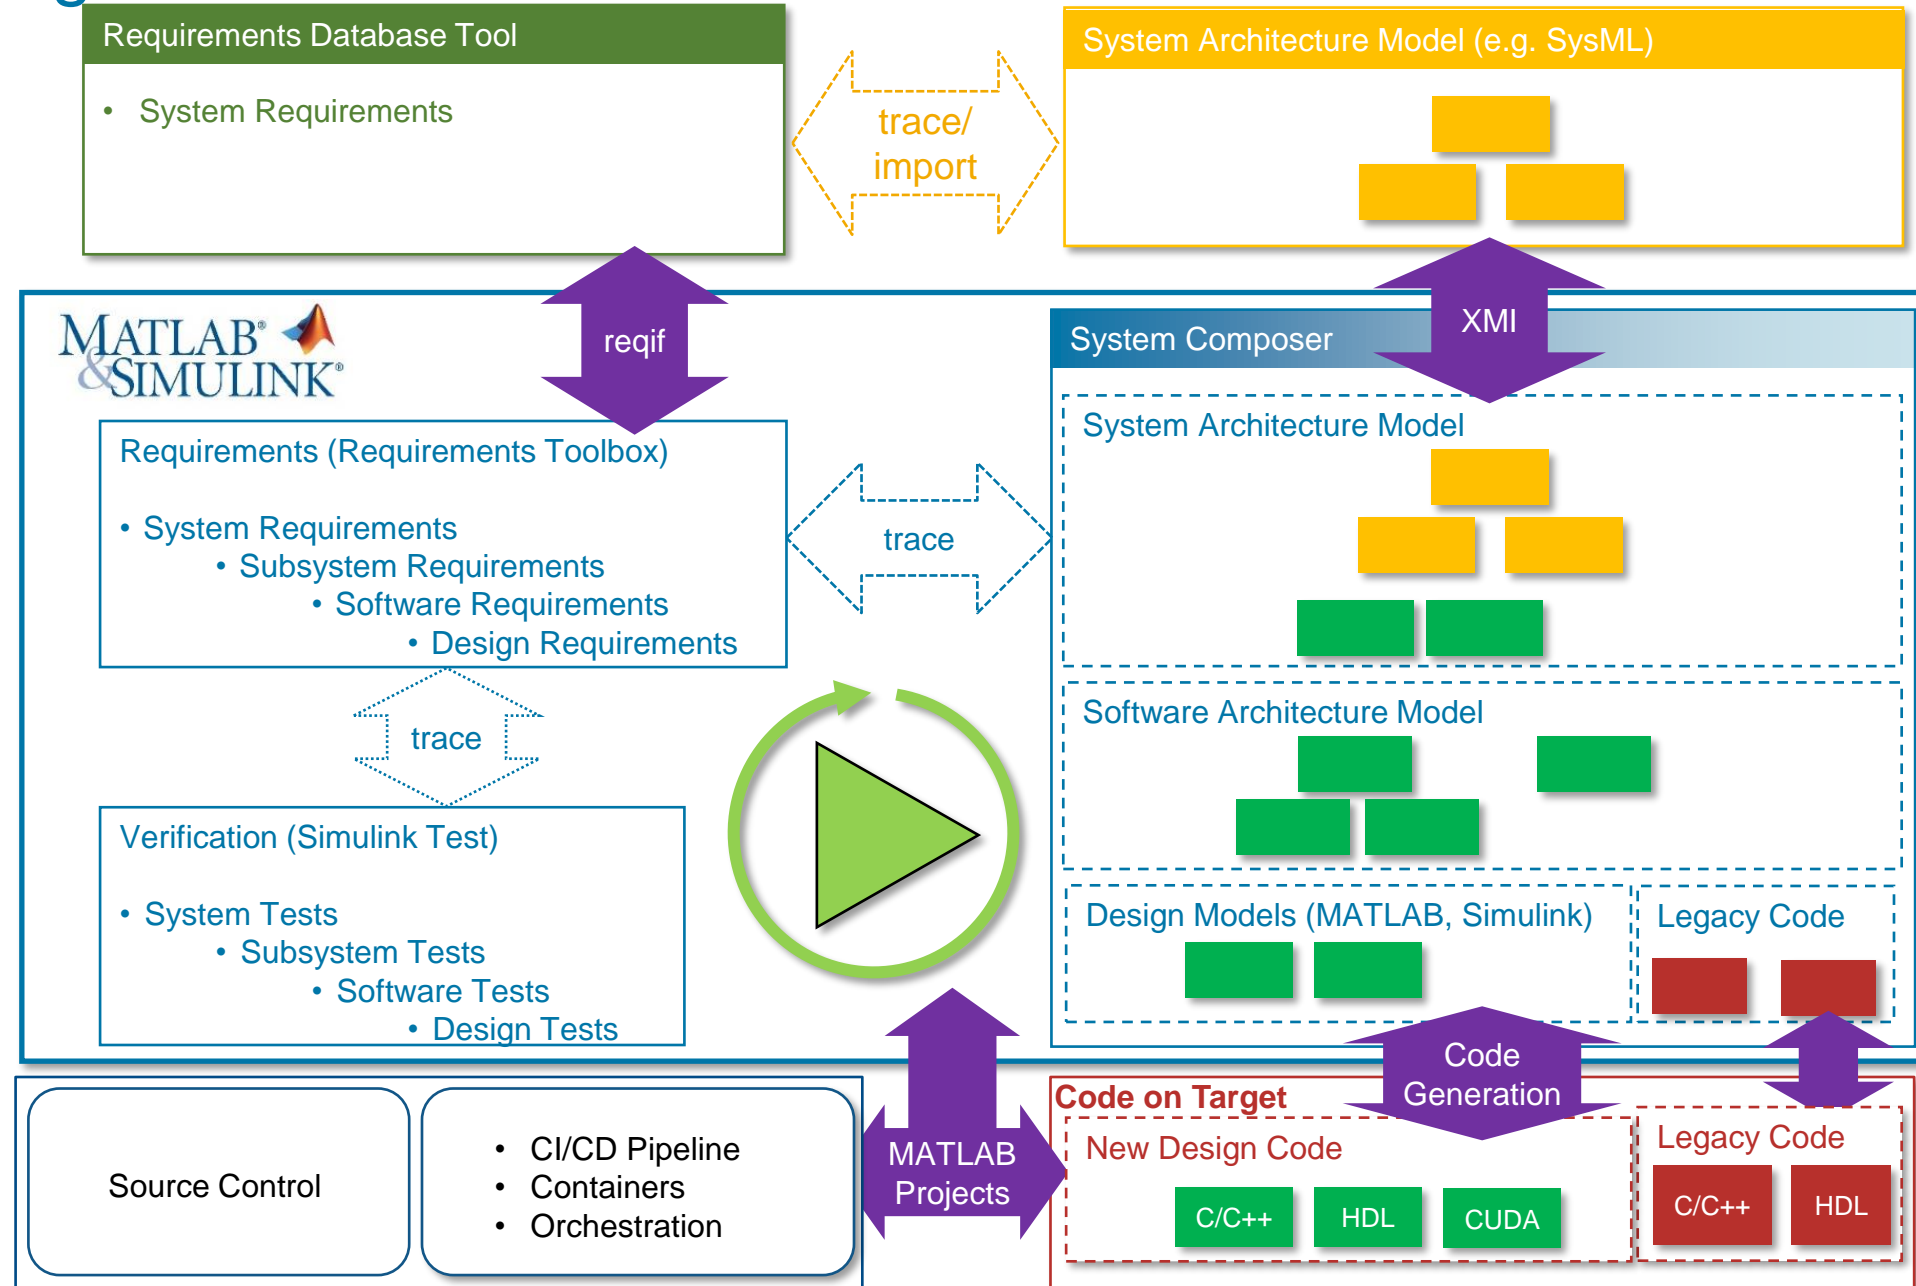 Requirements Database Tool
• System Requirements
trace/
import
System Architecture Model (e.g. SysML)
MATLAB®
&SIMULINK®
reqif
XMI
System Composer
Requirements (Requirements Toolbox)
• System Requirements
• Subsystem Requirements
• Software Requirements
• Design Requirements
trace
System Architecture Model
trace
Software Architecture Model
Verification (Simulink Test)
• System Tests
• Subsystem Tests
• Software Tests
• Design Tests
Design Models (MATLAB, Simulink)
Legacy Code
Code
Generation
Source Control
• CI/CD Pipeline
• Containers
• Orchestration
MATLAB
Projects
Code on Target
New Design Code
C/C++
HDL
CUDA
Legacy Code
C/C++
HDL